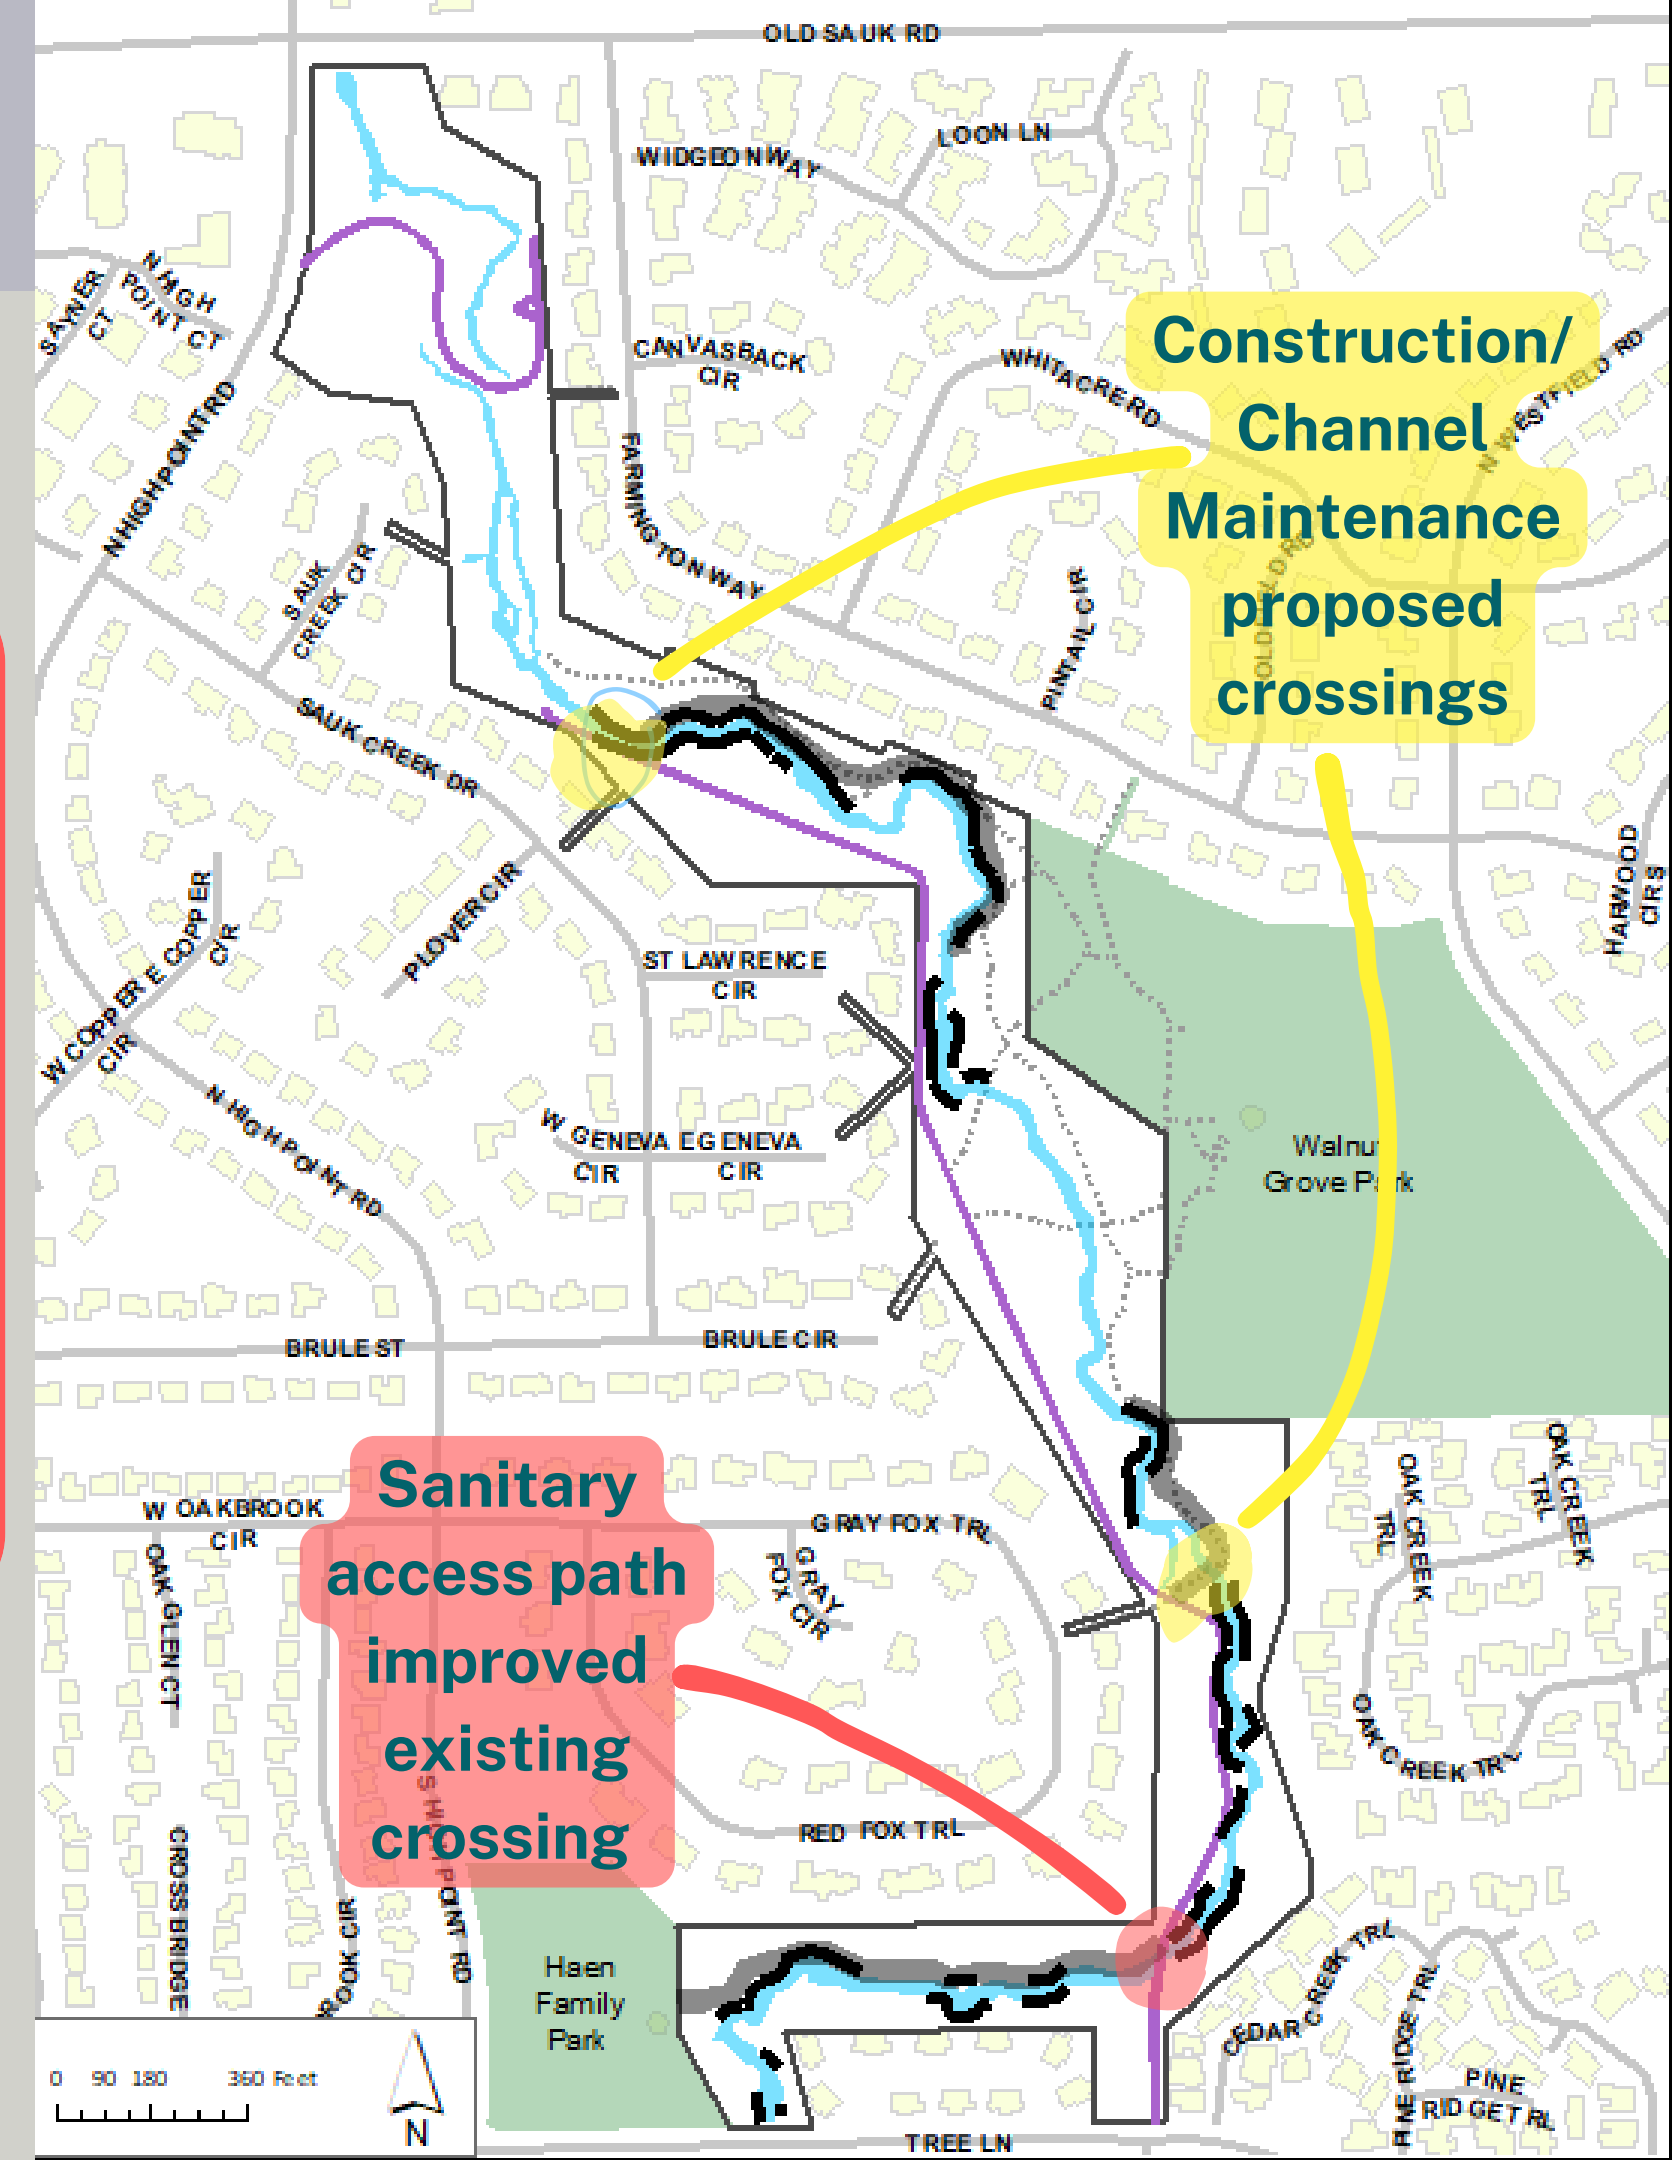 OLD SAUK RD
LOON LN
WIDGEON WAY
N HIGH
POINT CT
SAYNER
CT
CANVASBACK
CIR
WHITACRE RD
N WESTFIELD RD
Construction/
Channel
Maintenance
proposed
crossings
N HIGH POINT RD
FARMINGTON WAY
SAUK
CREEK CIR
PINTAIL CIR
SAUK CREEK DR
HARWOOD
CIRS
PLOVER CIR
W COPPER E COPPER
CIR
CIR
ST LAWRENCE
CIR
N HIGH POINT RD
W GENEVA E GENEVA
CIR
CIR
Walnut
Grove Park
BRULE ST
BRULE CIR
Sanitary
access path
improved
existing
crossing
W OAKBROOK
CIR
GRAY FOX TRL
GRAY
FOX CIR
OAK CREEK
TRL
OAK CREEK
TRL
OAK GLEN CT
OAK CREEK TRL
RED FOX TRL
S HIGH POINT RD
CROSSBRIDGE
ROOK CIR
Haen
Family
Park
CEDAR CREEK TRL
PINE RIDGE TRL
PINE
RIDGE TRL
0 90 180 360 Feet
N
TREE LN